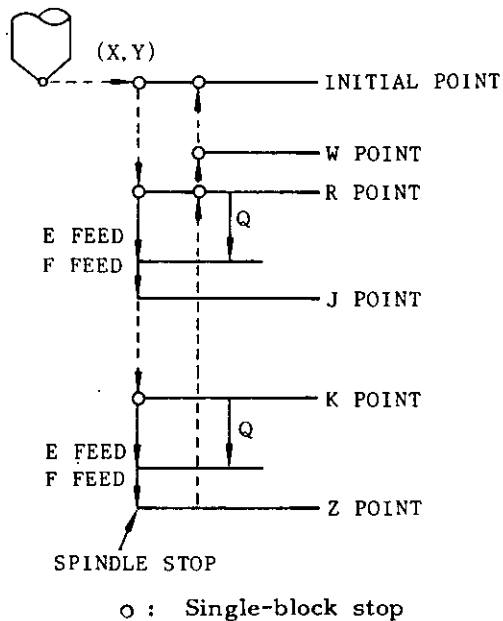 (X,Y)
INITIAL POINT
W POINT
R POINT
Q
E FEED
F FEED
J POINT
K POINT
Q
E FEED
F FEED
Z POINT
SPINDLE STOP
o : Single-block stop